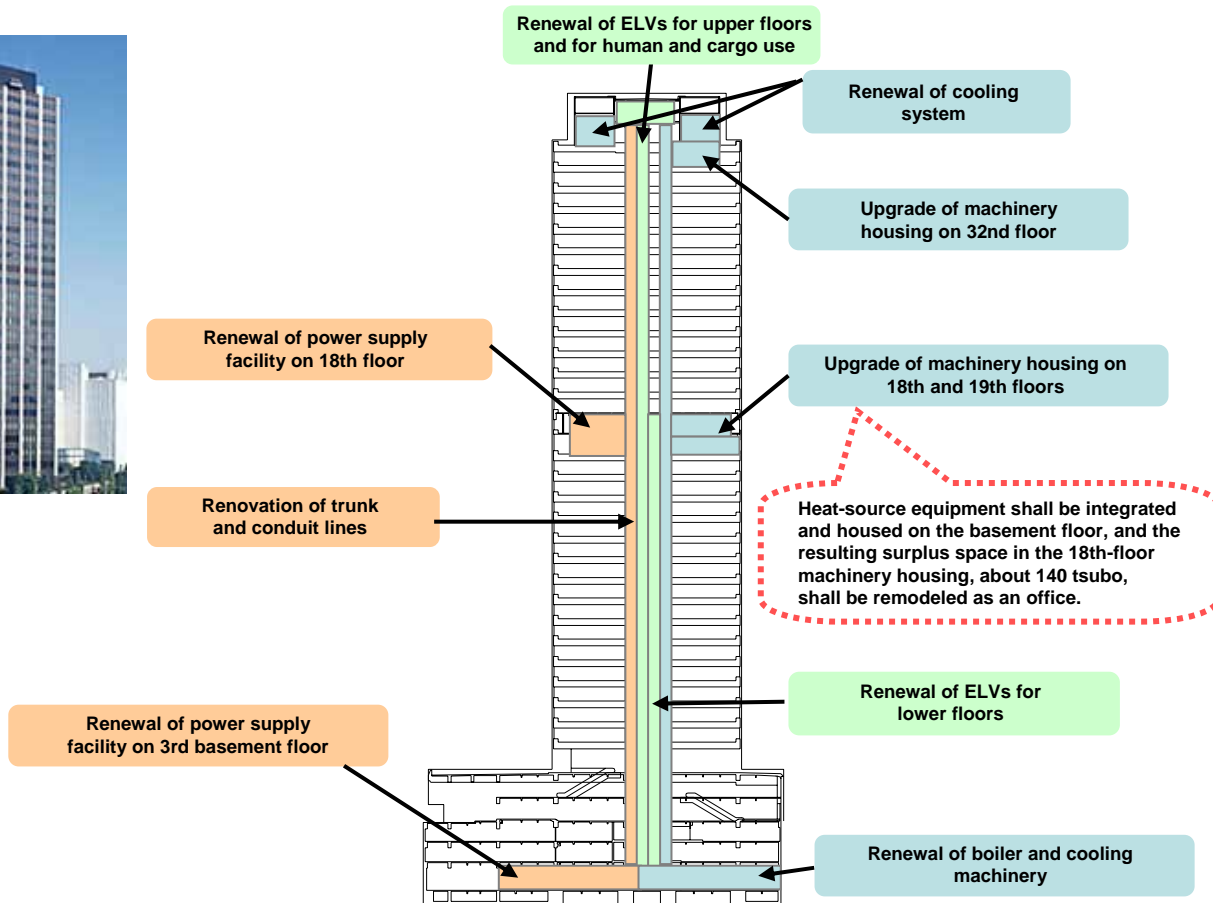 Renewal of ELVs for upper floors
and for human and cargo use
Renewal of cooling
system
Upgrade of machinery
housing on 32nd floor
Renewal of power supply
facility on 18th floor
Upgrade of machinery housing on
18th and 19th floors
Renovation of trunk
and conduit lines
Heat-source equipment shall be integrated
and housed on the basement floor, and the
resulting surplus space in the 18th-floor
machinery housing, about 140 tsubo,
shall be remodeled as an office.
Renewal of ELVs for
lower floors
Renewal of power supply
facility on 3rd basement floor
Renewal of boiler and cooling
machinery